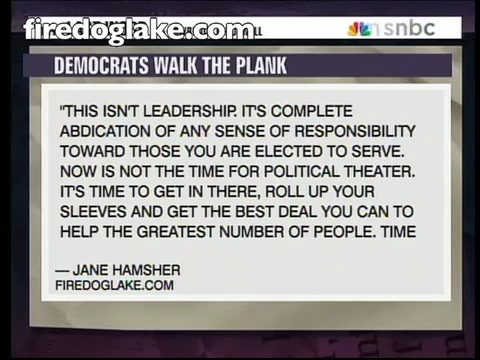 firedoglake.com
msnbc
DEMOCRATS WALK THE PLANK
"THIS ISN'T LEADERSHIP. IT'S COMPLETE
ABDICATION OF ANY SENSE OF RESPONSIBILITY
TOWARD THOSE YOU ARE ELECTED TO SERVE.
NOW IS NOT THE TIME FOR POLITICAL THEATER.
IT'S TIME TO GET IN THERE, ROLL UP YOUR
SLEEVES AND GET THE BEST DEAL YOU CAN TO
HELP THE GREATEST NUMBER OF PEOPLE. TIME
— JANE HAMSHER
FIREDOGLAKE.COM